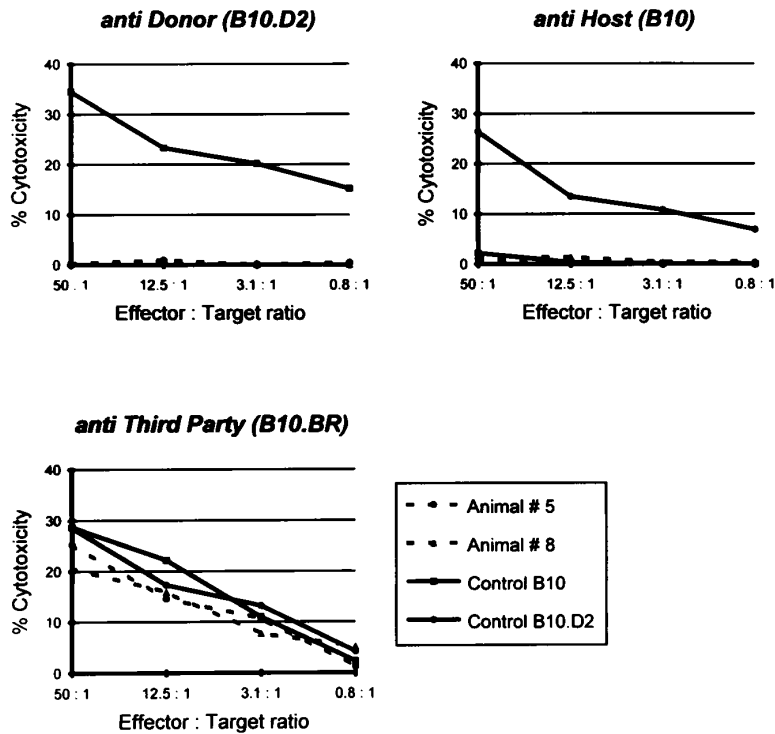 anti Donor (B10.D2)
% Cytotoxicity
40
30
20
10
0
50 : 1 12.5 : 1 3.1 : 1 0.8 : 1
Effector : Target ratio
anti Host (B10)
% Cytotoxicity
40
30
20
10
0
50 : 1 12.5 : 1 3.1 : 1 0.8 : 1
Effector : Target ratio
anti Third Party (B10.BR)
% Cytotoxicity
40
30
20
10
0
50 : 1 12.5 : 1 3.1 : 1 0.8 : 1
Effector : Target ratio
Animal # 5
Animal # 8
Control B10
Control B10.D2